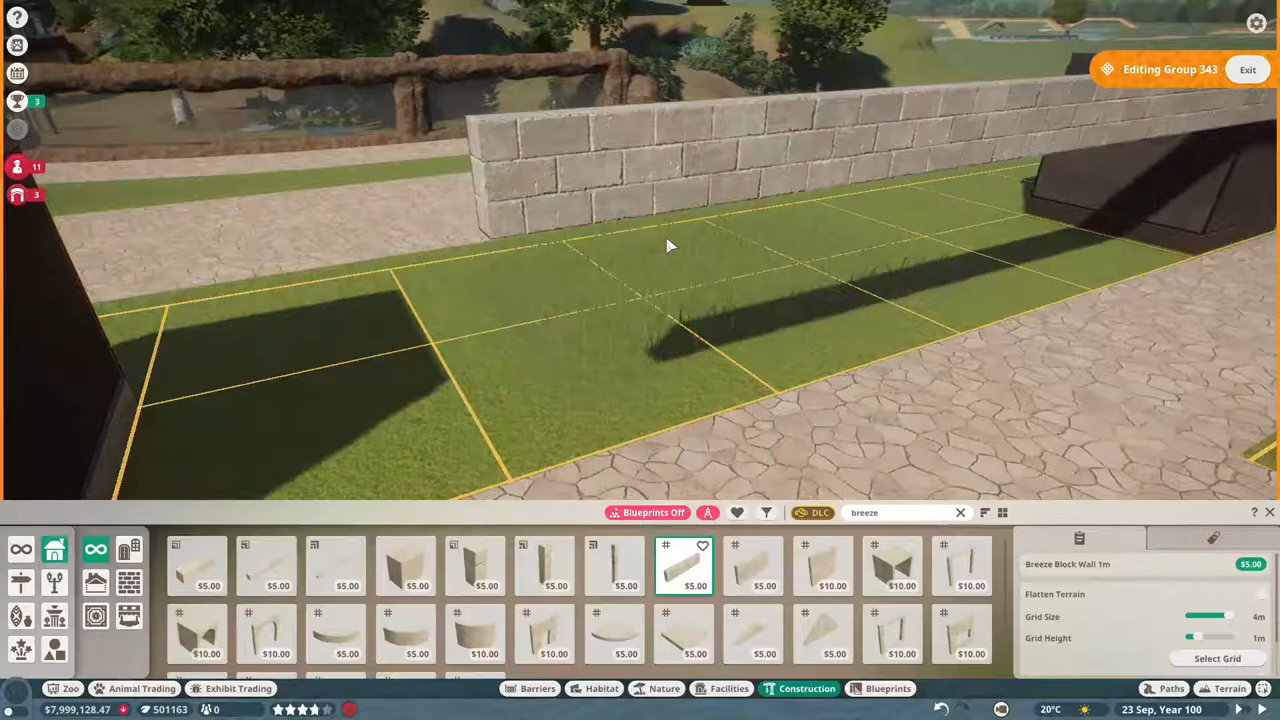 ?
Editing Group 343
Exit
3
11
3
Blueprints Off
DLC
breeze
?
$5.00
$5.00
$5.00
$5.00
$5.00
$5.00
$5.00
$5.00
$5.00
$10.00
$10.00
$10.00
Breeze Block Wall 1m
$5.00
Flatten Terrain
Grid Size
4m
Grid Height
1m
Select Grid
$10.00
$10.00
$5.00
$5.00
$10.00
$10.00
$5.00
$5.00
$5.00
$5.00
$10.00
$10.00
Zoo
Animal Trading
Exhibit Trading
Barriers
Habitat
Nature
Facilities
Construction
Blueprints
Paths
Terrain
$7,999,128.47
501163
0
20°C
23 Sep, Year 100